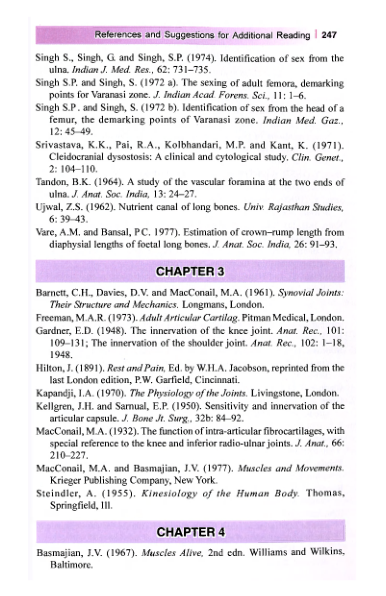 References and Suggestions for Additional Reading | 247
Singh S., Singh, G. and Singh, S.P. (1974). Identification of sex from the
ulna. Indian J. Med. Res., 62: 731–735.
Singh S.P. and Singh, S. (1972 a). The sexing of adult femora, demarking
points for Varanasi zone. J. Indian Acad. Forens. Sci., 11: 1–6.
Singh S.P . and Singh, S. (1972 b). Identification of sex from the head of a
femur, the demarking points of Varanasi zone. Indian Med. Gaz.,
12: 45–49.
Srivastava, K.K., Pai, R.A., Kolbhandari, M.P. and Kant, K. (1971).
Cleidocranial dysostosis: A clinical and cytological study. Clin. Genet.,
2: 104–110.
Tandon, B.K. (1964). A study of the vascular foramina at the two ends of
ulna. J. Anat. Soc. India, 13: 24–27.
Ujwal, Z.S. (1962). Nutrient canal of long bones. Univ. Rajasthan Studies,
6: 39–43.
Vare, A.M. and Bansal, P C. 1977). Estimation of crown–rump length from
diaphysial lengths of foetal long bones. J. Anat. Soc. India, 26: 91–93.
CHAPTER 3
Barnett, C.H., Davies, D.V. and MacConail, M.A. (1961). Synovial Joints:
Their Structure and Mechanics. Longmans, London.
Freeman, M.A.R. (1973). Adult Articular Cartilag. Pitman Medical, London.
Gardner, E.D. (1948). The innervation of the knee joint. Anat. Rec., 101:
109–131; The innervation of the shoulder joint. Anat. Rec., 102: 1–18,
1948.
Hilton, J. (1891). Rest and Pain, Ed. by W.H.A. Jacobson, reprinted from the
last London edition, P.W. Garfield, Cincinnati.
Kapandji, I.A. (1970). The Physiology of the Joints. Livingstone, London.
Kellgren, J.H. and Samual, E.P. (1950). Sensitivity and innervation of the
articular capsule. J. Bone Jt. Surg., 32b: 84–92.
MacConail, M.A. (1932). The function of intra-articular fibrocartilages, with
special reference to the knee and inferior radio-ulnar joints. J. Anat., 66:
210–227.
MacConail, M.A. and Basmajian, J.V. (1977). Muscles and Movements.
Krieger Publishing Company, New York.
Steindler, A. (1955). Kinesiology of the Human Body. Thomas,
Springfield, Ill.
CHAPTER 4
Basmajian, J.V. (1967). Muscles Alive, 2nd edn. Williams and Wilkins,
Baltimore.